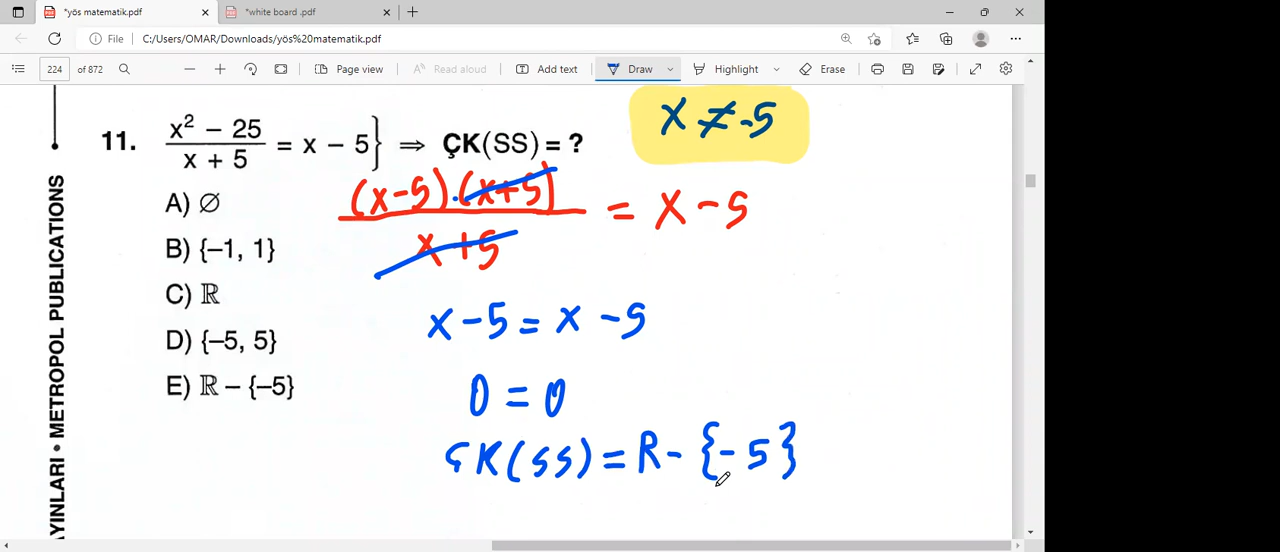 *yös matematik.pdf
*white board .pdf
File C:/Users/OMAR/Downloads/yös%20matematik.pdf
224 of 872
Page view
Read aloud
Add text
Draw
Highlight
Erase
x ≠ -5
11. x² − 25 / x + 5 = x − 5} ⇒ ÇK(SS) = ?
(x-5).(x+5) / x+5 = x-5
A) ∅
B) {–1, 1}
C) ℝ
D) {–5, 5}
E) ℝ – {–5}
x-5 = x-5
0 = 0
ÇK(SS) = R- {-5}
AYINLARI • METROPOL PUBLICATIONS